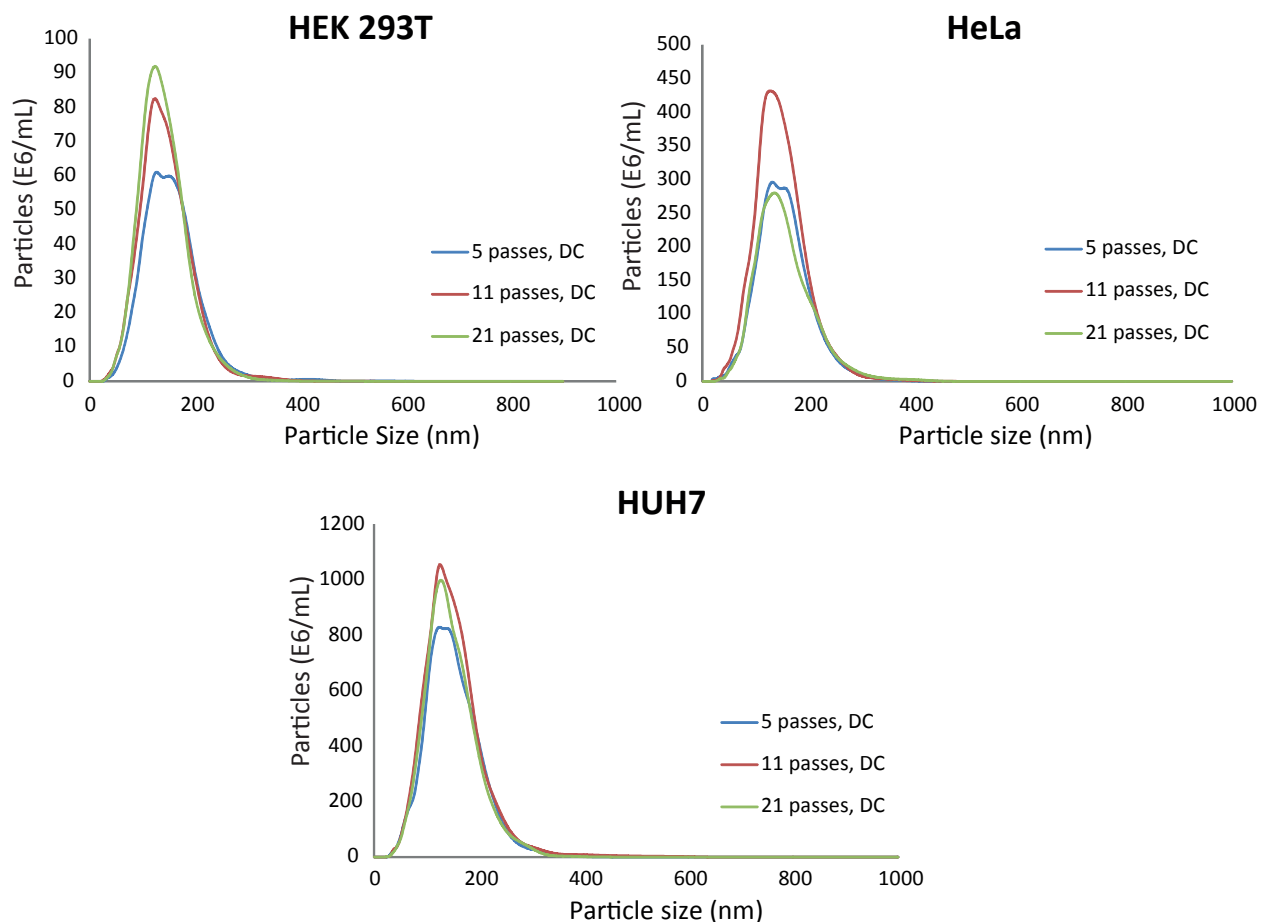 HEK 293T
Particles (E6/mL)
100
90
80
70
60
50
40
30
20
10
0
0 200 400 600 800 1000
Particle Size (nm)
5 passes, DC
11 passes, DC
21 passes, DC
HeLa
Particles (E6/mL)
500
450
400
350
300
250
200
150
100
50
0
0 200 400 600 800 1000
Particle size (nm)
5 passes, DC
11 passes, DC
21 passes, DC
HUH7
Particles (E6/mL)
1200
1000
800
600
400
200
0
0 200 400 600 800 1000
Particle size (nm)
5 passes, DC
11 passes, DC
21 passes, DC